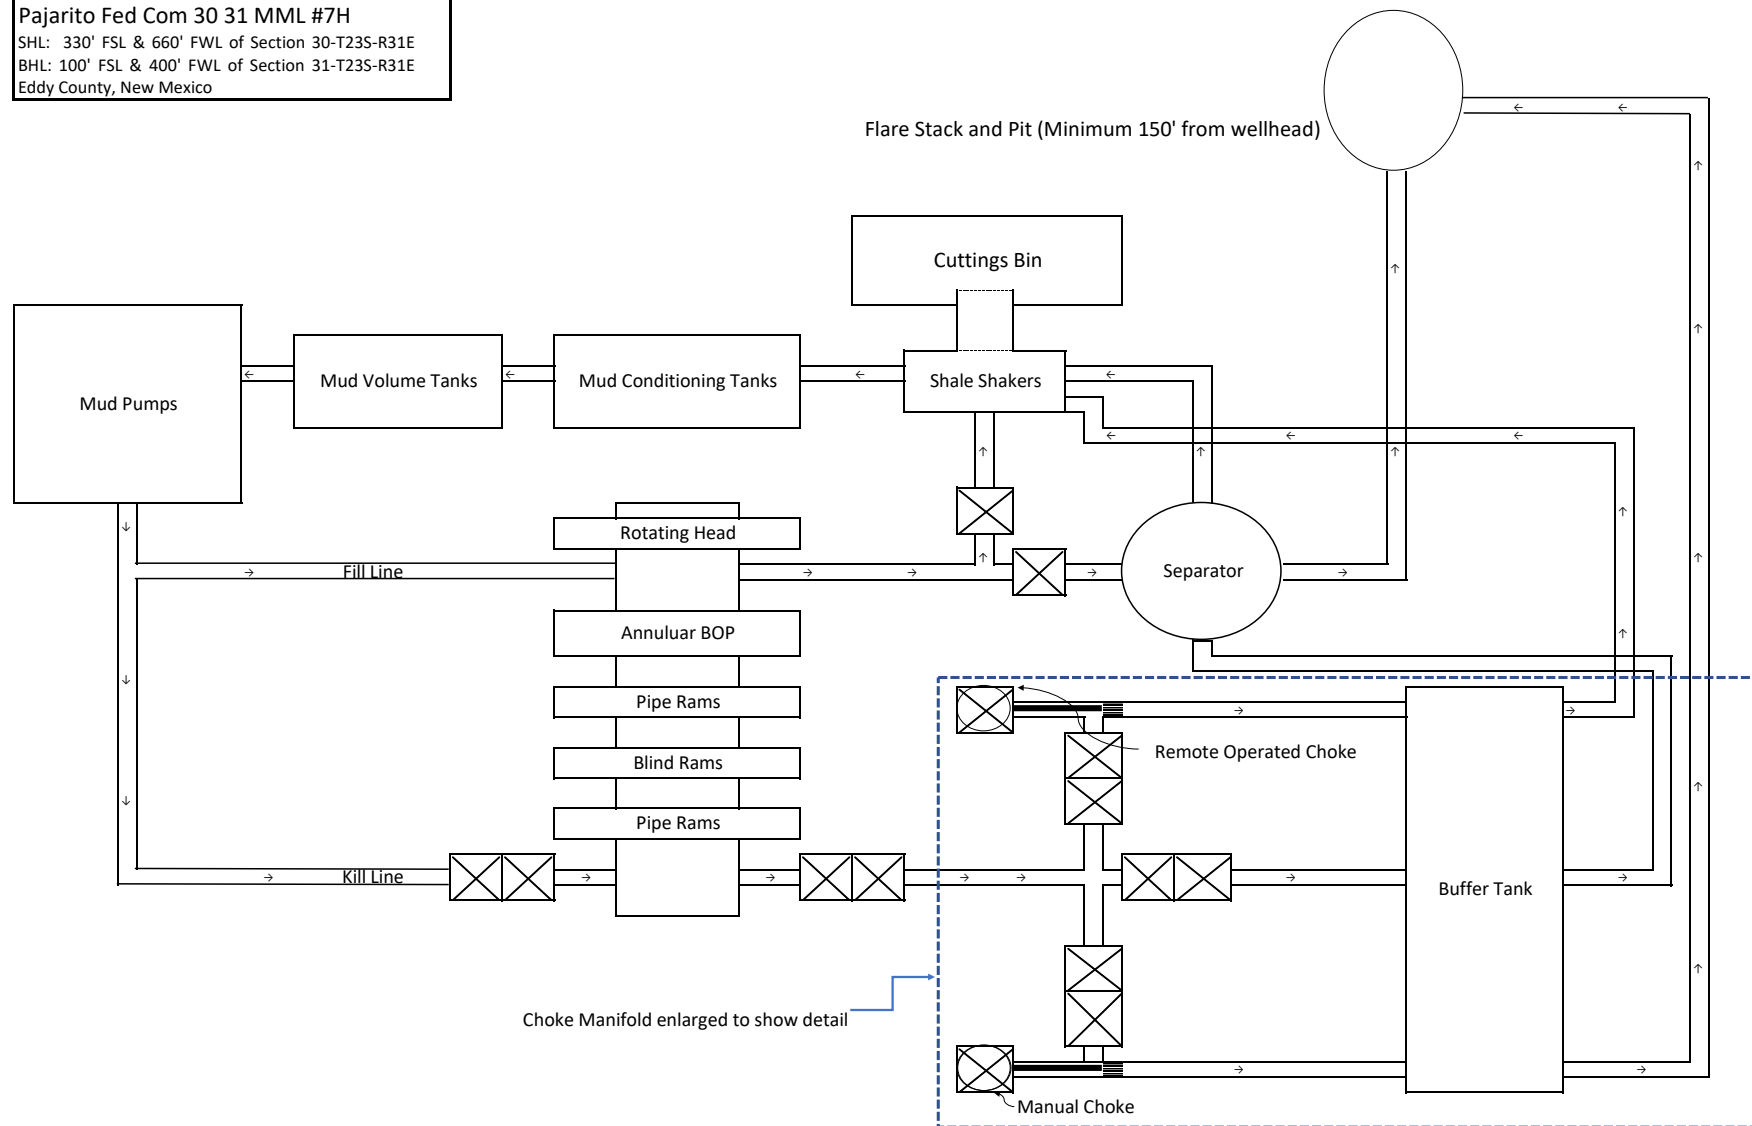 Pajarito Fed Com 30 31 MML #7H
SHL: 330' FSL & 660' FWL of Section 30-T23S-R31E
BHL: 100' FSL & 400' FWL of Section 31-T23S-R31E
Eddy County, New Mexico
Flare Stack and Pit (Minimum 150' from wellhead)
Cuttings Bin
Mud Pumps
Mud Volume Tanks
Mud Conditioning Tanks
Shale Shakers
Rotating Head
Fill Line
Separator
Annuluar BOP
Pipe Rams
Blind Rams
Remote Operated Choke
Pipe Rams
Kill Line
Buffer Tank
Choke Manifold enlarged to show detail
Manual Choke